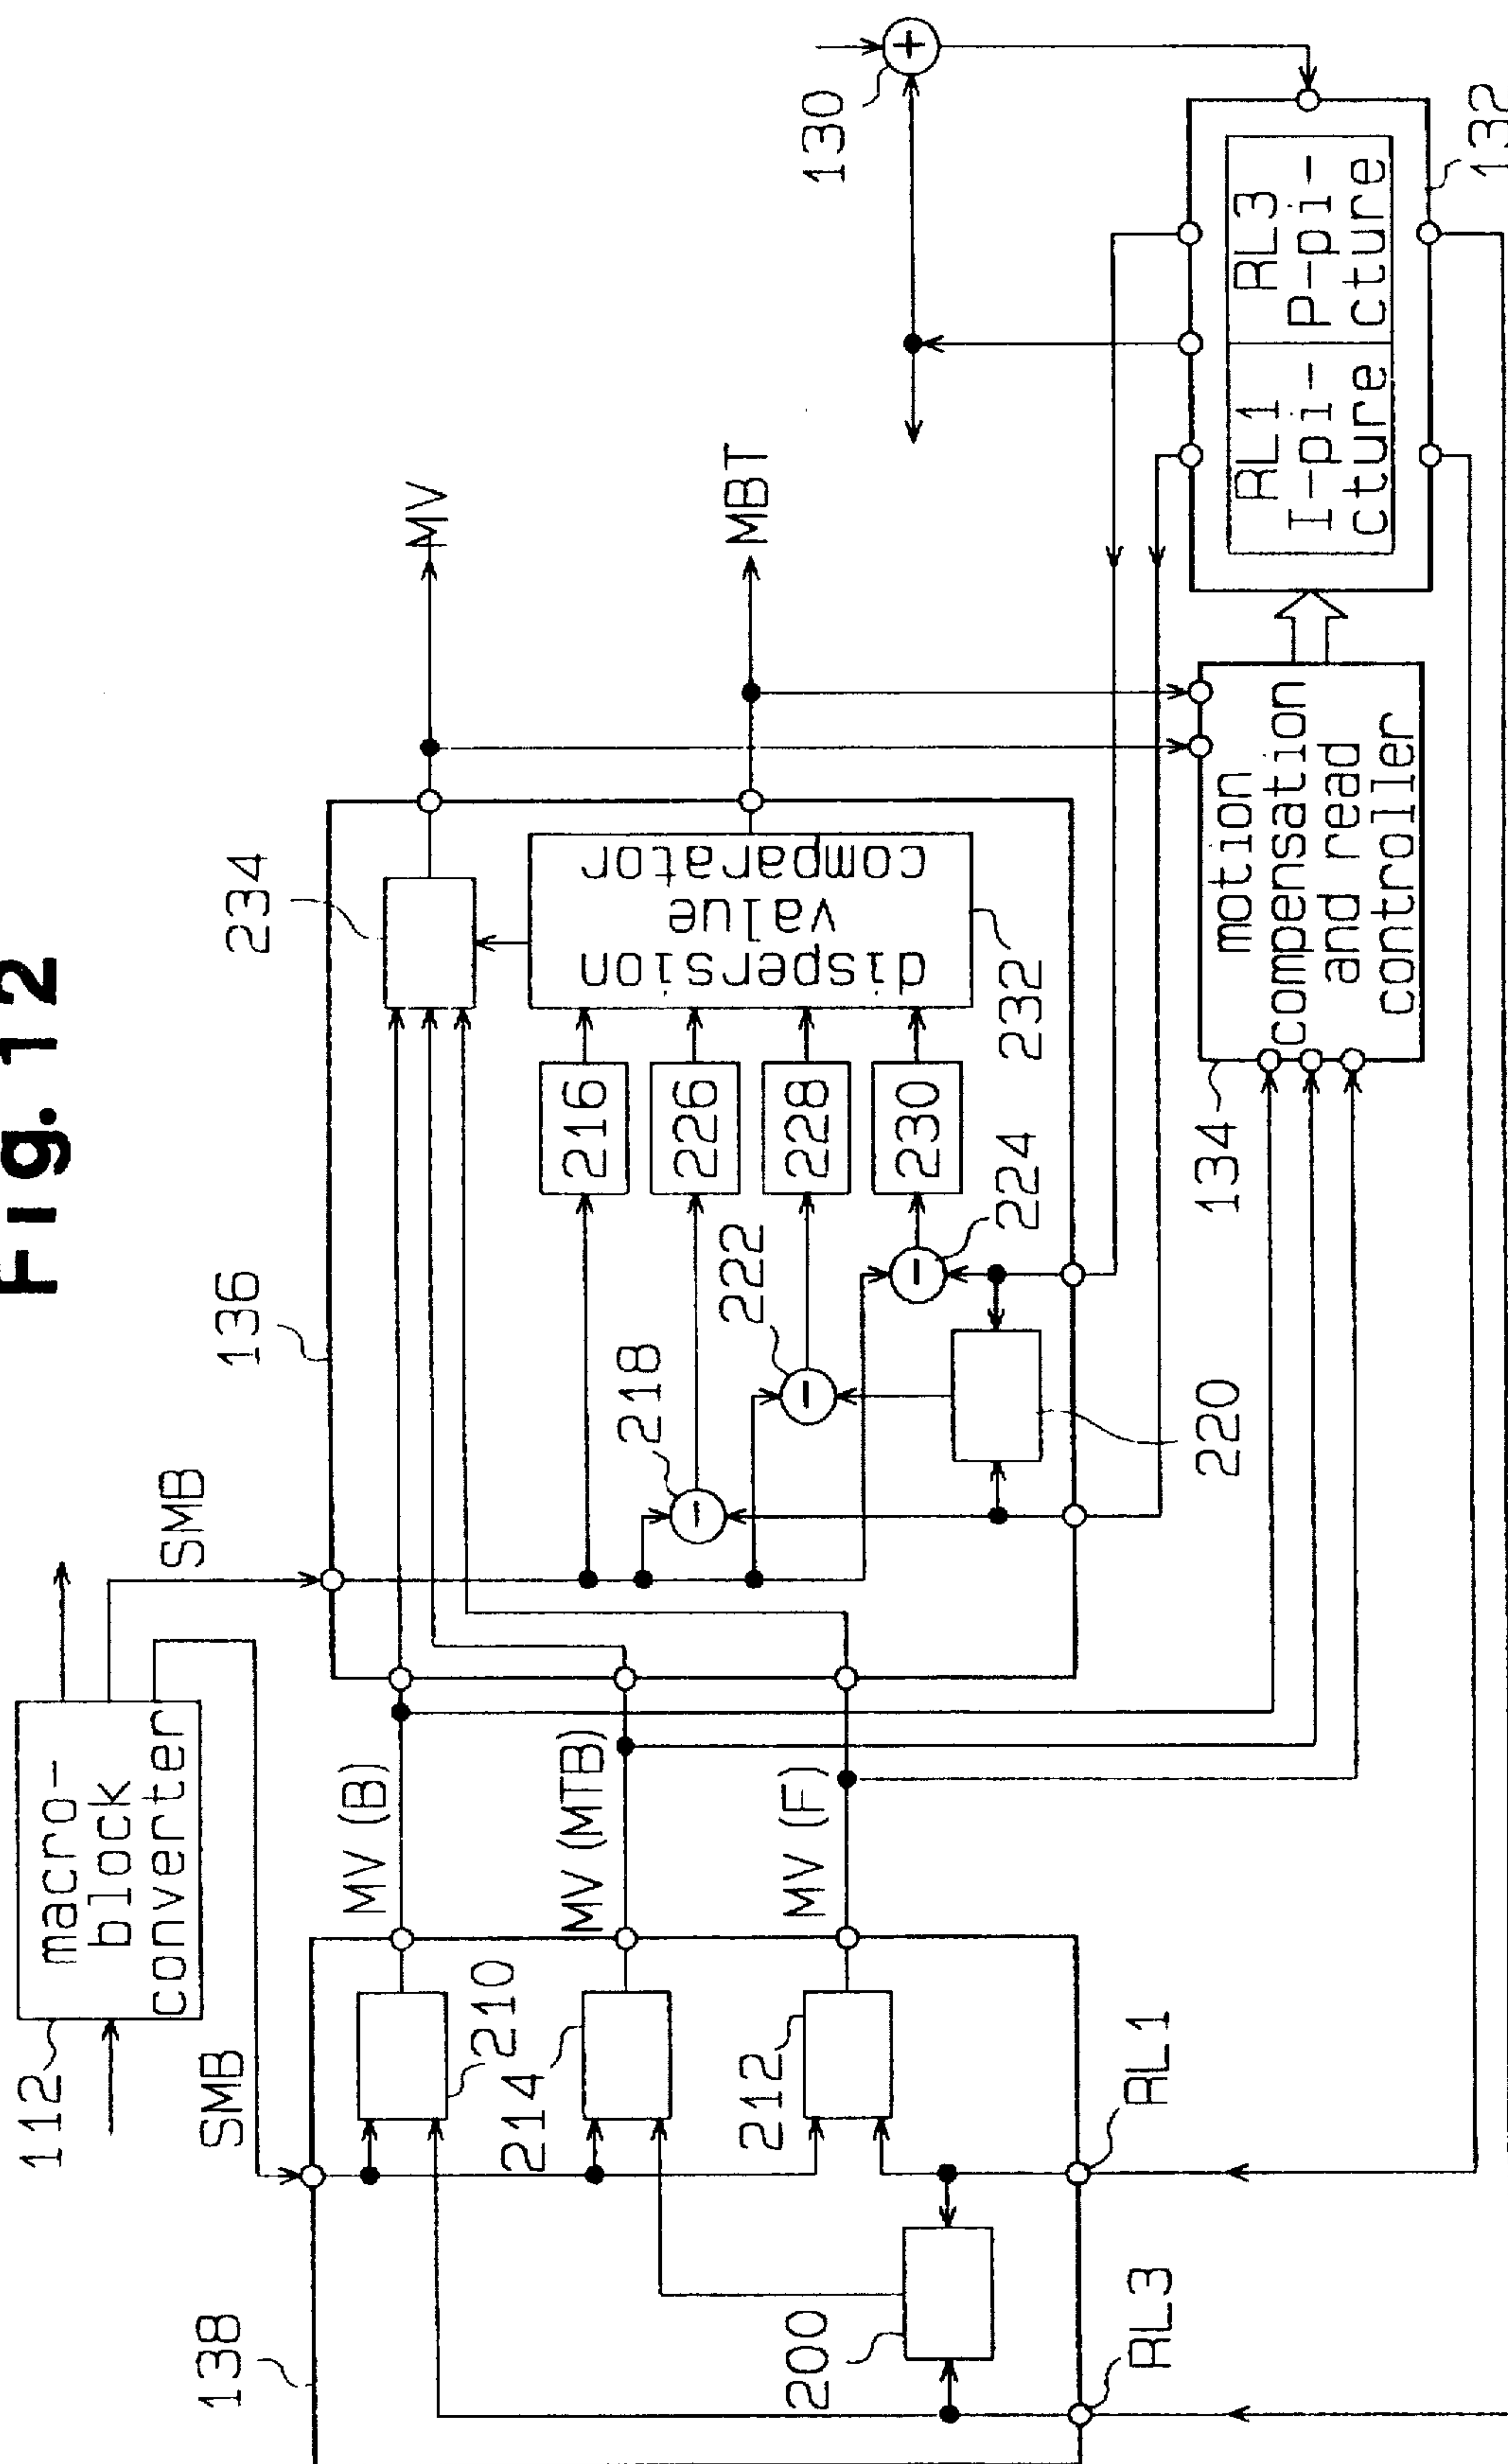 Fig. 12
112
macro-
block
converter
SMB
SMB
138
136
234
MV
MBT
130
MV (B)
MV (MTB)
MV (F)
210
214
212
200
RL1
RL3
216
226
228
230
218
222
224
220
dispersion
value
comparator
232
134
motion
compensation
and read
controller
RL1
I-pi-
cture
RL3
P-pi-
cture
132